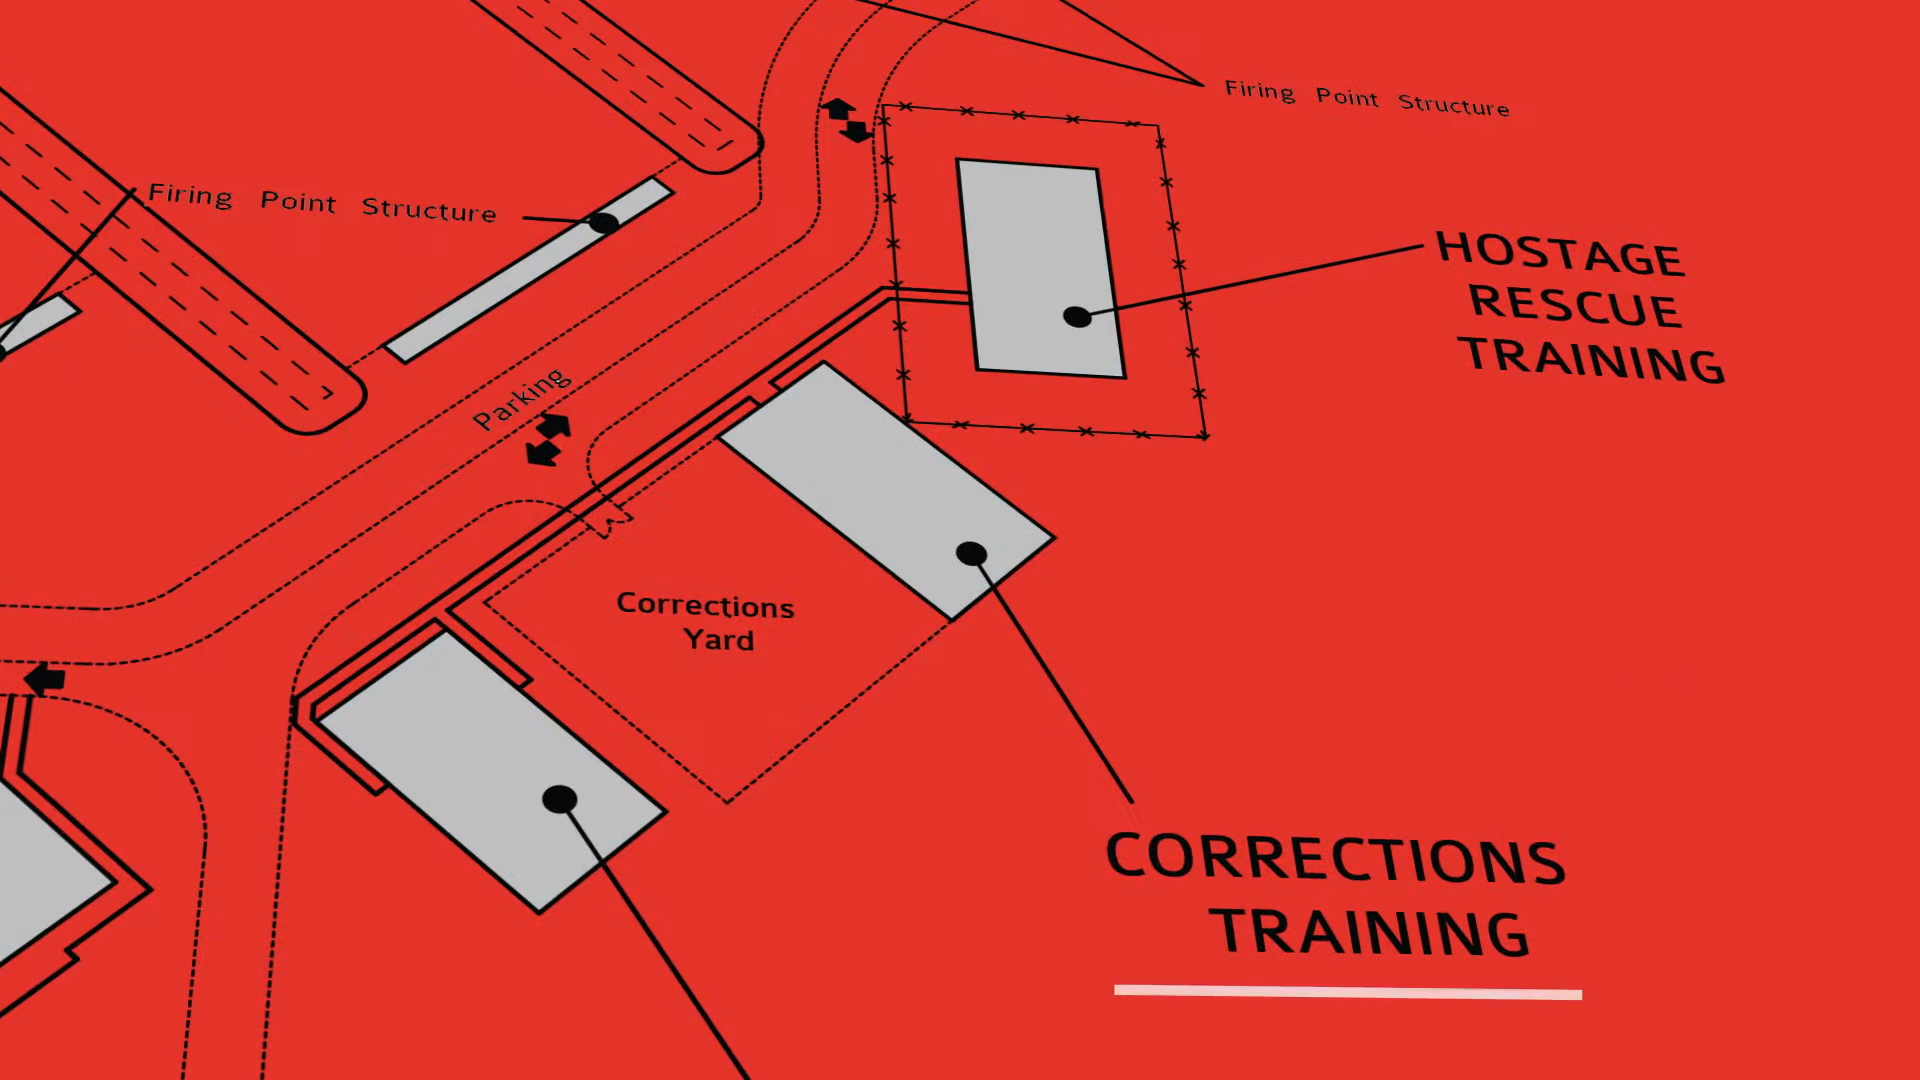 Firing Point Structure
Firing Point Structure
HOSTAGE
RESCUE
TRAINING
Parking
Corrections
Yard
CORRECTIONS
TRAINING